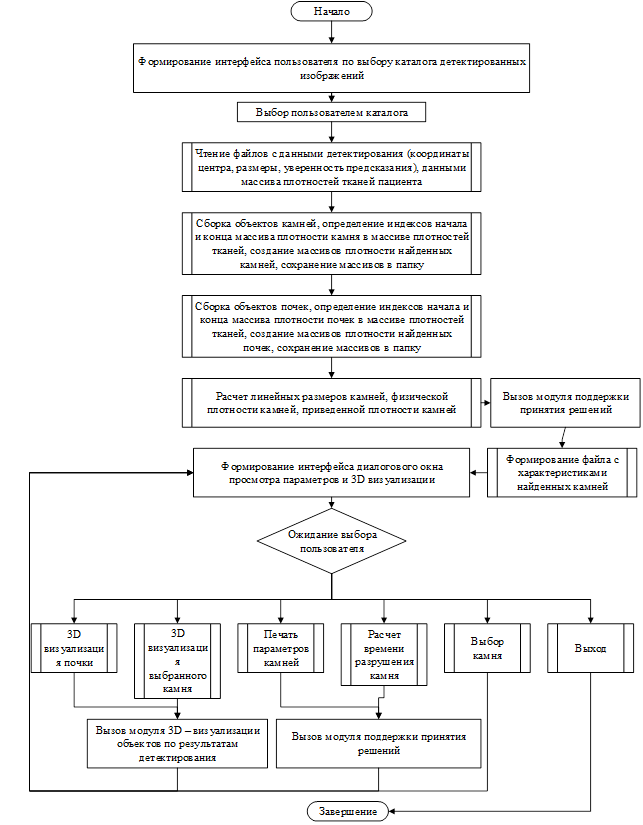 Начало
Формирование интерфейса пользователя по выбору каталога детектированных
изображений
Выбор пользователем каталога
Чтение файлов с данными детектирования (координаты
центра, размеры, уверенность предсказания), данными
массива плотностей тканей пациента
Сборка объектов камней, определение индексов начала
и конца массива плотности камня в массиве плотностей
тканей, создание массивов плотности найденных
камней, сохранение массивов в папку
Сборка объектов почек, определение индексов начала и
конца массива плотности почек в массиве плотностей
тканей, создание массивов плотности найденных
почек, сохранение массивов в папку
Расчет линейных размеров камней, физической
плотности камней, приведенной плотности камней
Вызов модуля поддержки
принятия решений
Формирование файла с
характеристиками
найденных камней
Формирование интерфейса диалогового окна
просмотра параметров и 3D визуализации
Ожидание выбора
пользователя
3D
визуализаци
я почки
3D
визуализаци
я
выбранного
камня
Печать
параметров
камней
Расчет
времени
разрушения
камня
Выбор
камня
Выход
Вызов модуля 3D – визуализации
объектов по результатам
детектирования
Вызов модуля поддержки принятия
решений
Завершение